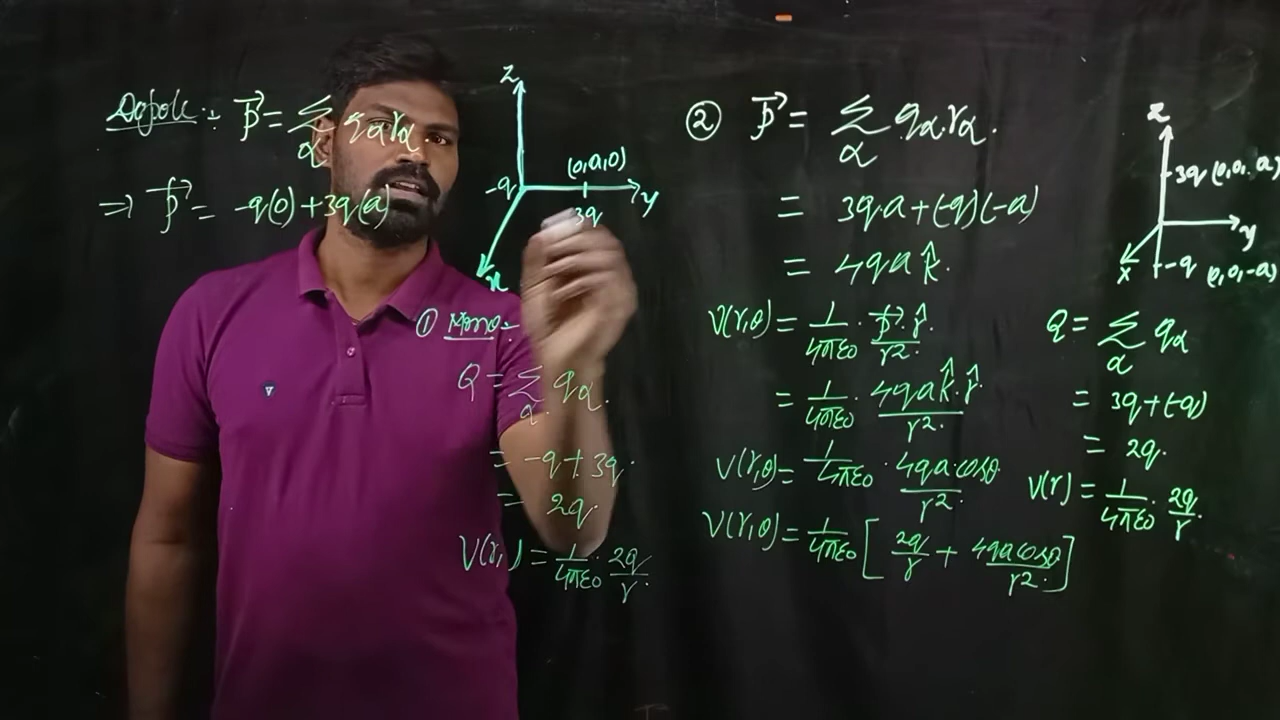 Dopole :- P⃗ = Σ_α q_α r_α
⇒ P⃗ = -q(0) + 3q(a)
z
(0,a,0)
-q
y
3q
x
① Mono :-
Q = Σ_α q_α.
= -q + 3q.
= 2q.
V(r, ) = 1/4πε0 . 2q/r.
② P⃗ = Σ_α q_α.r_α.
= 3q.a + (-q)(-a)
= 4qa k̂.
V(r,θ) = 1/4πε0 . P⃗.r̂/r2.
= 1/4πε0 . 4qa k̂.r̂/r2.
V(r,θ) = 1/4πε0 . 4qa.cosθ/r2.
V(r,θ) = 1/4πε0 [2q/r + 4qa cosθ/r2.]
z
3q (0,0,a)
y
x
-q (0,0,-a)
Q = Σ_α q_α
= 3q + (-q)
= 2q.
V(r) = 1/4πε0 . 2q/r.